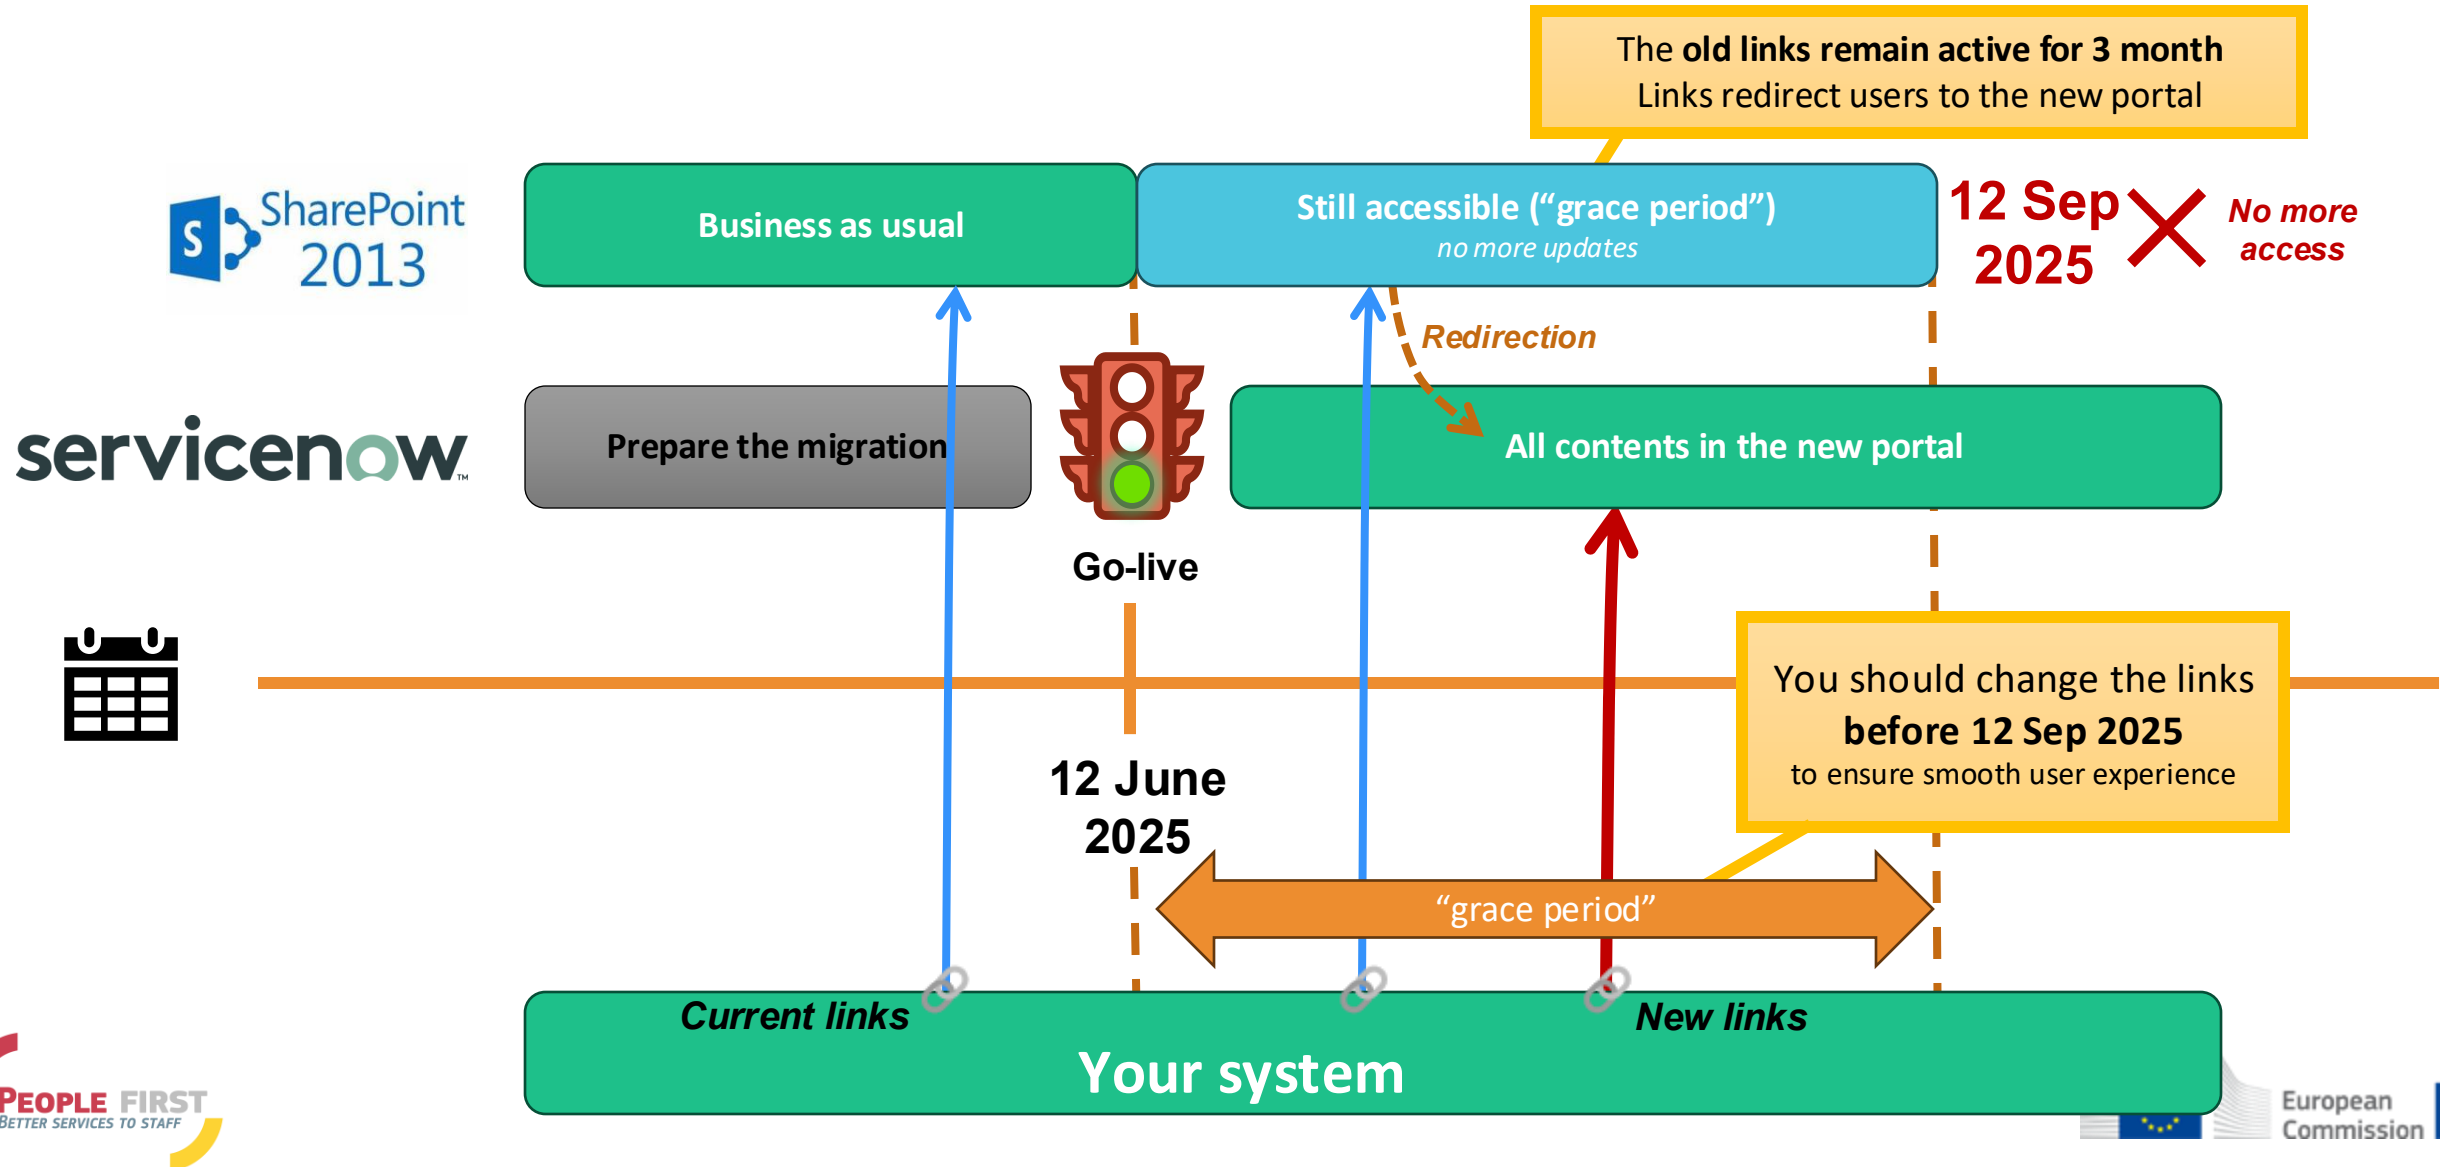 The old links remain active for 3 month
Links redirect users to the new portal
SharePoint
2013
S
Business as usual
Still accessible (“grace period”)
no more updates
12 Sep
2025
No more
access
Redirection
servicenow™
Prepare the migration
All contents in the new portal
Go-live
You should change the links
before 12 Sep 2025
to ensure smooth user experience
12 June
2025
“grace period”
Current links
New links
Your system
PEOPLE FIRST
BETTER SERVICES TO STAFF
European
Commission